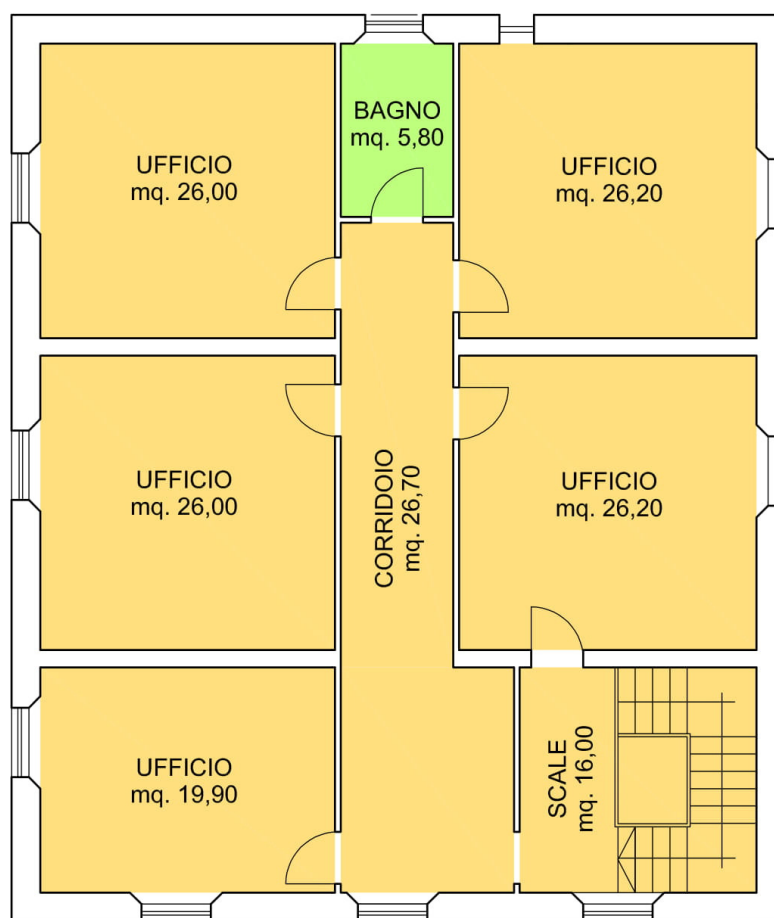 BAGNO
mq. 5,80
UFFICIO
mq. 26,00
UFFICIO
mq. 26,20
UFFICIO
mq. 26,00
CORRIDOIO
mq. 26,70
UFFICIO
mq. 26,20
UFFICIO
mq. 19,90
SCALE
mq. 16,00